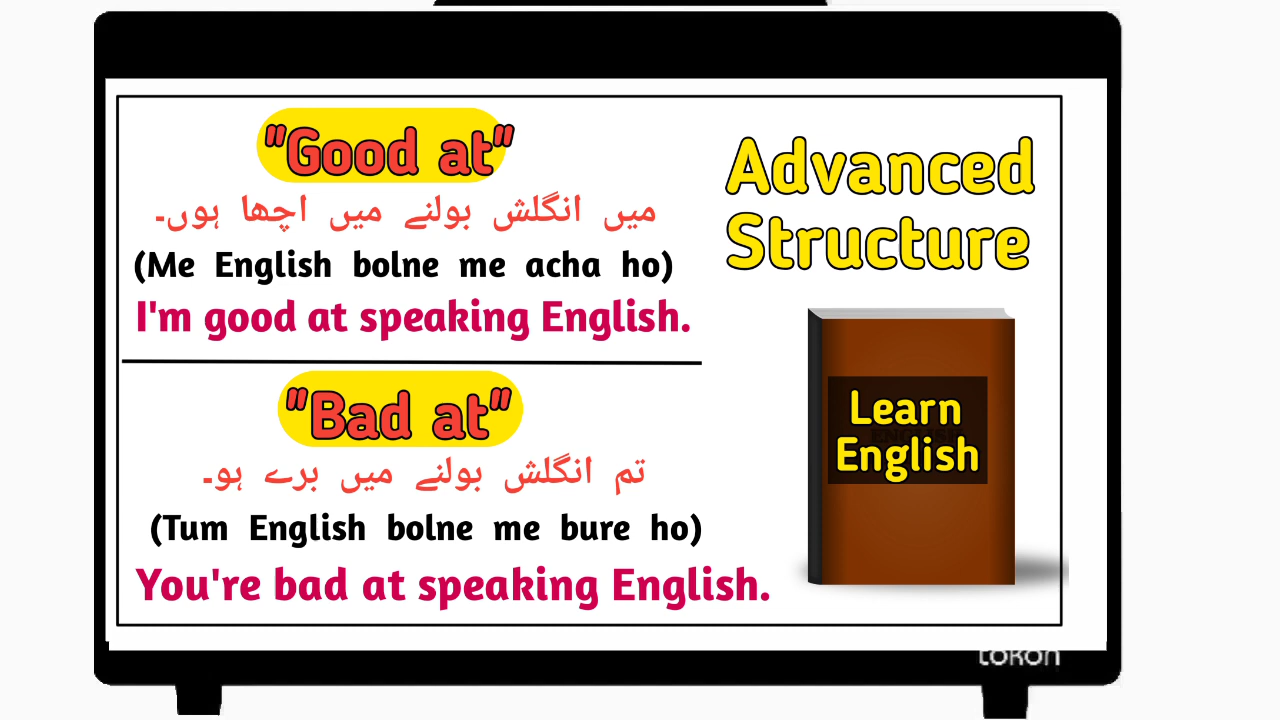 "Good at"
میں انگلش بولنے میں اچھا ہوں۔
(Me English bolne me acha ho)
I'm good at speaking English.
"Bad at"
تم انگلش بولنے میں برے ہو۔
(Tum English bolne me bure ho)
You're bad at speaking English.
Advanced
Structure
Learn
English